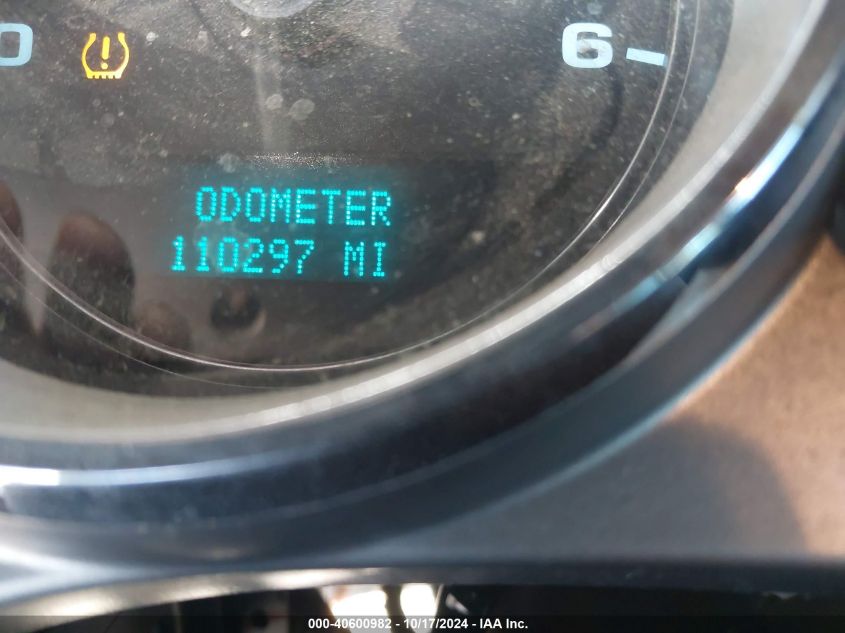 0
!
6
ODOMETER
110297 MI
000-40600982 - 10/17/2024 - IAA Inc.